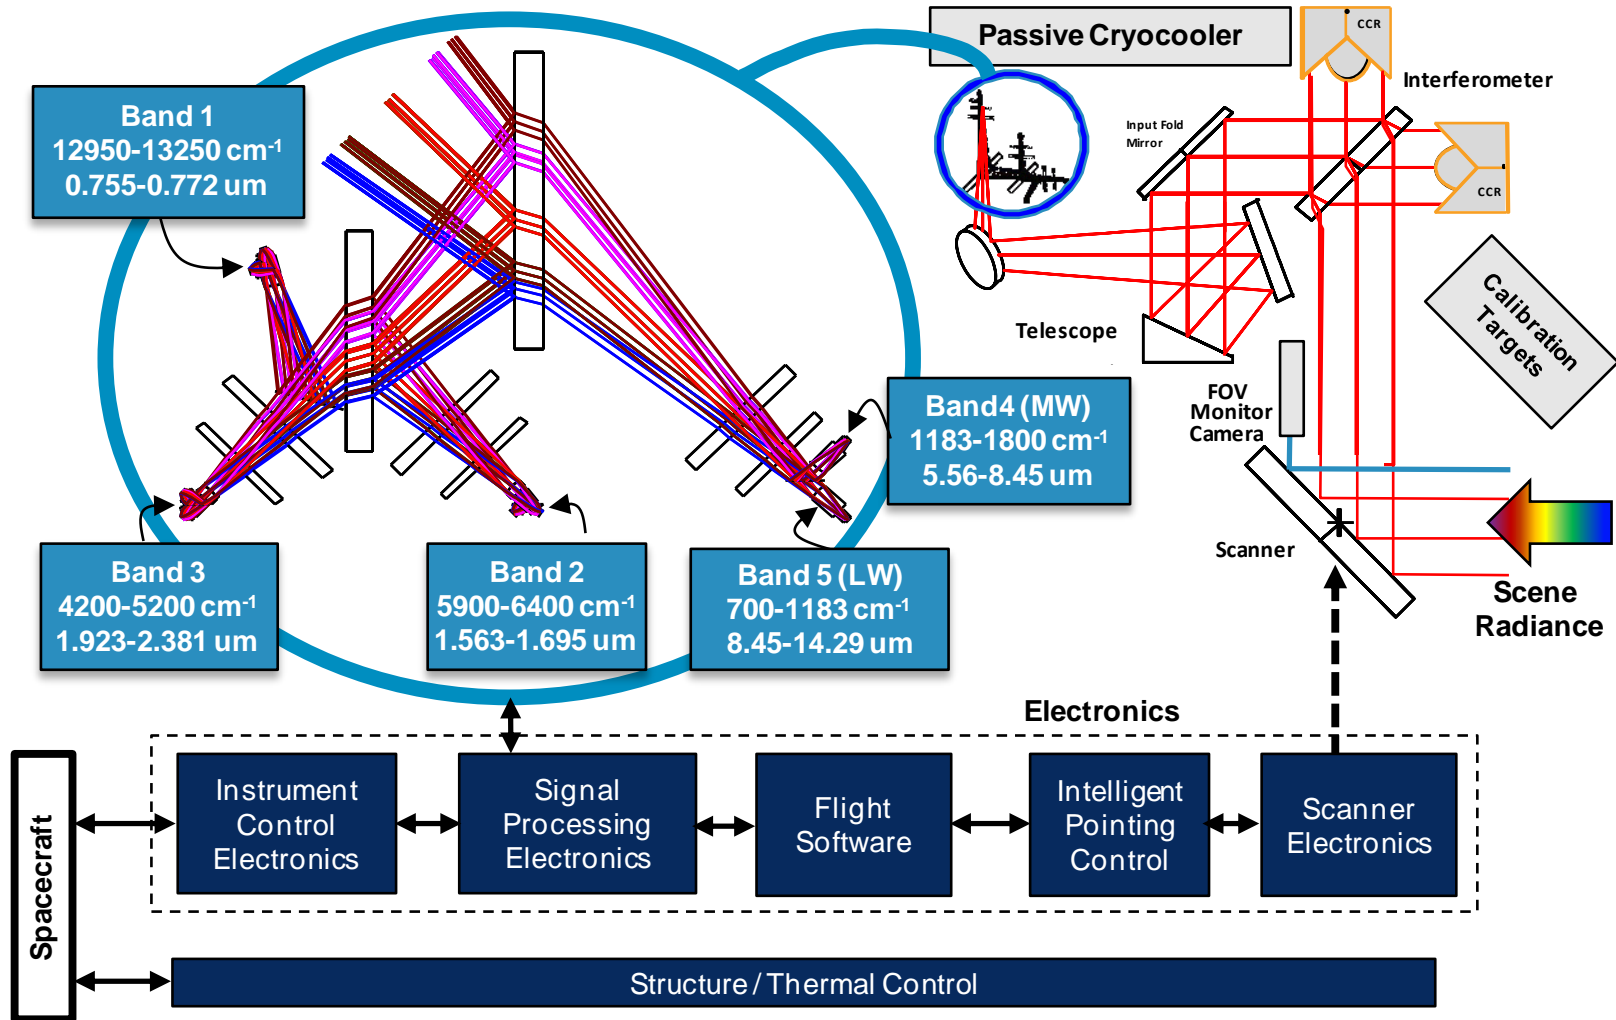 Passive Cryocooler
CCR
Interferometer
Input Fold
Mirror
CCR
Band 1
12950-13250 cm⁻¹
0.755-0.772 um
Calibration
Targets
Telescope
FOV
Monitor
Camera
Band4 (MW)
1183-1800 cm⁻¹
5.56-8.45 um
Scanner
Scene
Radiance
Band 3
4200-5200 cm⁻¹
1.923-2.381 um
Band 2
5900-6400 cm⁻¹
1.563-1.695 um
Band 5 (LW)
700-1183 cm⁻¹
8.45-14.29 um
Electronics
Spacecraft
Instrument
Control
Electronics
Signal
Processing
Electronics
Flight
Software
Intelligent
Pointing
Control
Scanner
Electronics
Structure / Thermal Control